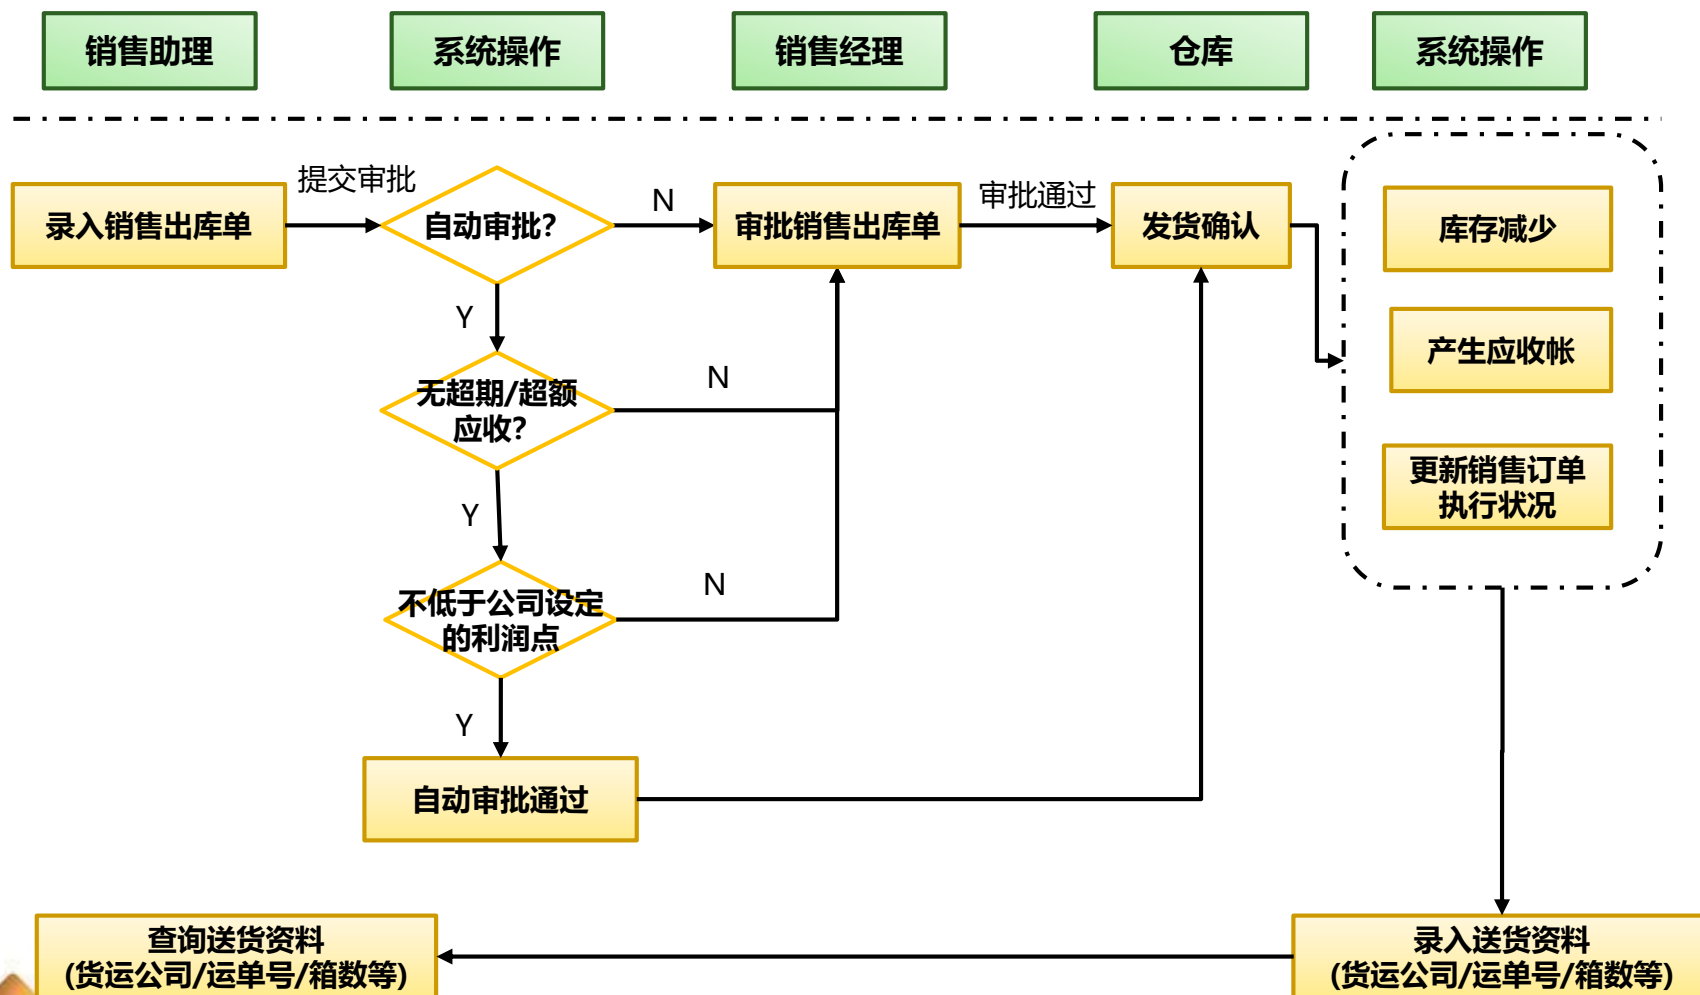 销售助理
系统操作
销售经理
仓库
系统操作
录入销售出库单
提交审批
自动审批?
N
审批销售出库单
审批通过
发货确认
库存减少
Y
无超期/超额
应收?
N
产生应收帐
更新销售订单
执行状况
Y
不低于公司设定
的利润点
N
Y
自动审批通过
查询送货资料
(货运公司/运单号/箱数等)
录入送货资料
(货运公司/运单号/箱数等)